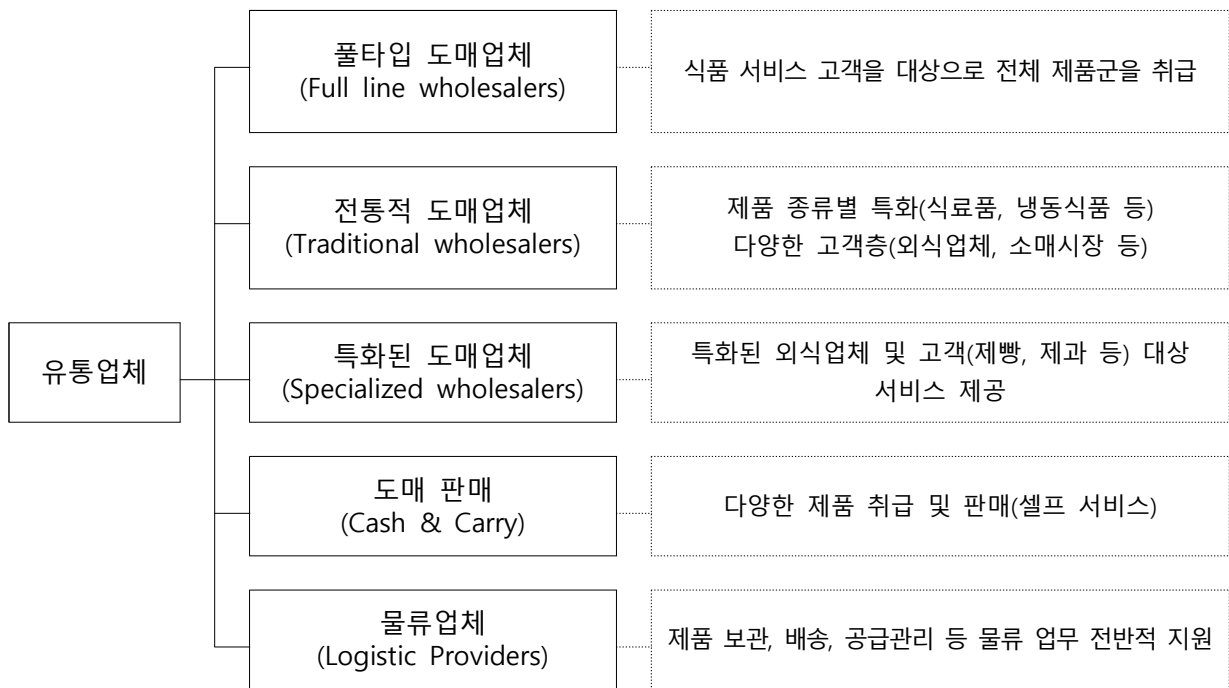 풀타입 도매업체
(Full line wholesalers)
식품 서비스 고객을 대상으로 전체 제품군을 취급
전통적 도매업체
(Traditional wholesalers)
제품 종류별 특화(식료품, 냉동식품 등)
다양한 고객층(외식업체, 소매시장 등)
유통업체
특화된 도매업체
(Specialized wholesalers)
특화된 외식업체 및 고객(제빵, 제과 등) 대상
서비스 제공
도매 판매
(Cash & Carry)
다양한 제품 취급 및 판매(셀프 서비스)
물류업체
(Logistic Providers)
제품 보관, 배송, 공급관리 등 물류 업무 전반적 지원